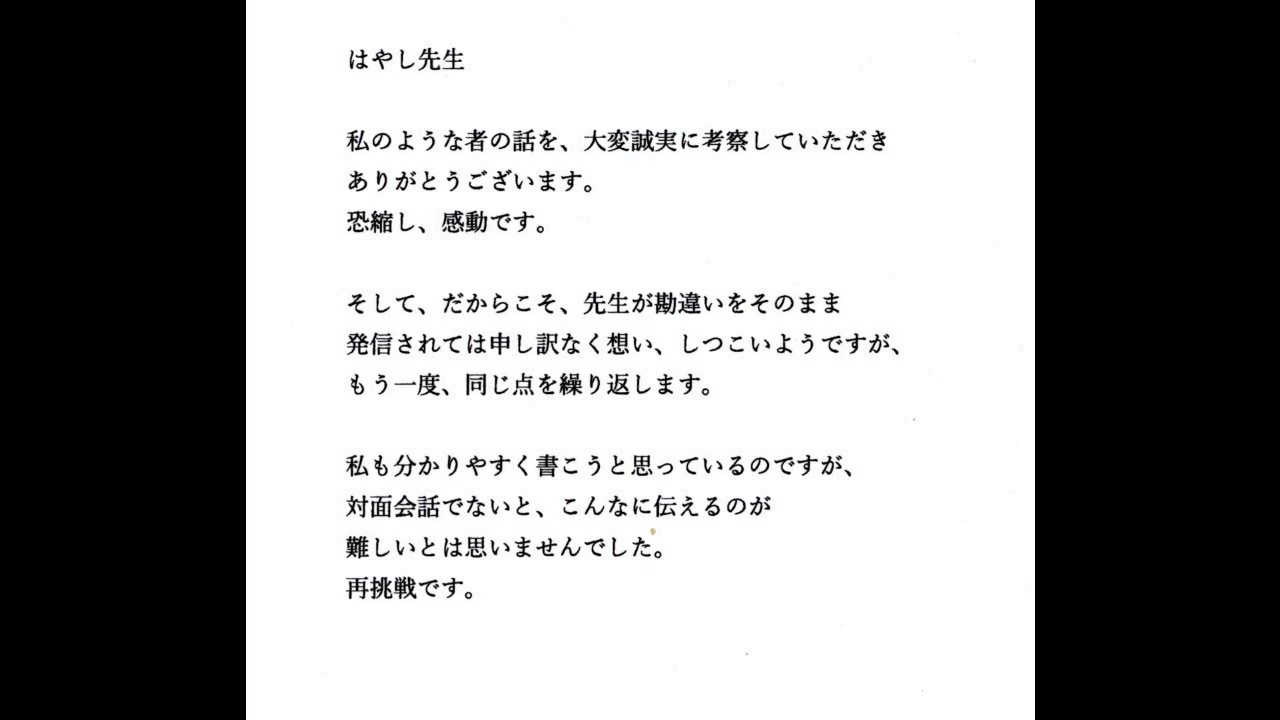 はやし先生
私のような者の話を、大変誠実に考察していただき
ありがとうございます。
恐縮し、感動です。
そして、だからこそ、先生が勘違いをそのまま
発信されては申し訳なく想い、しつこいようですが、
もう一度、同じ点を繰り返します。
私も分かりやすく書こうと思っているのですが、
対面会話でないと、こんなに伝えるのが
難しいとは思いませんでした。
再挑戦です。